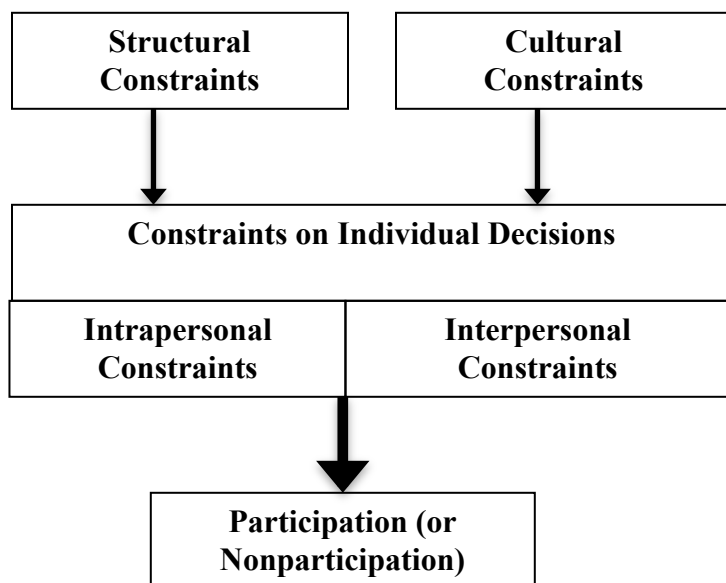 Structural
Constraints
Cultural
Constraints
Constraints on Individual Decisions
Intrapersonal
Constraints
Interpersonal
Constraints
Participation (or
Nonparticipation)